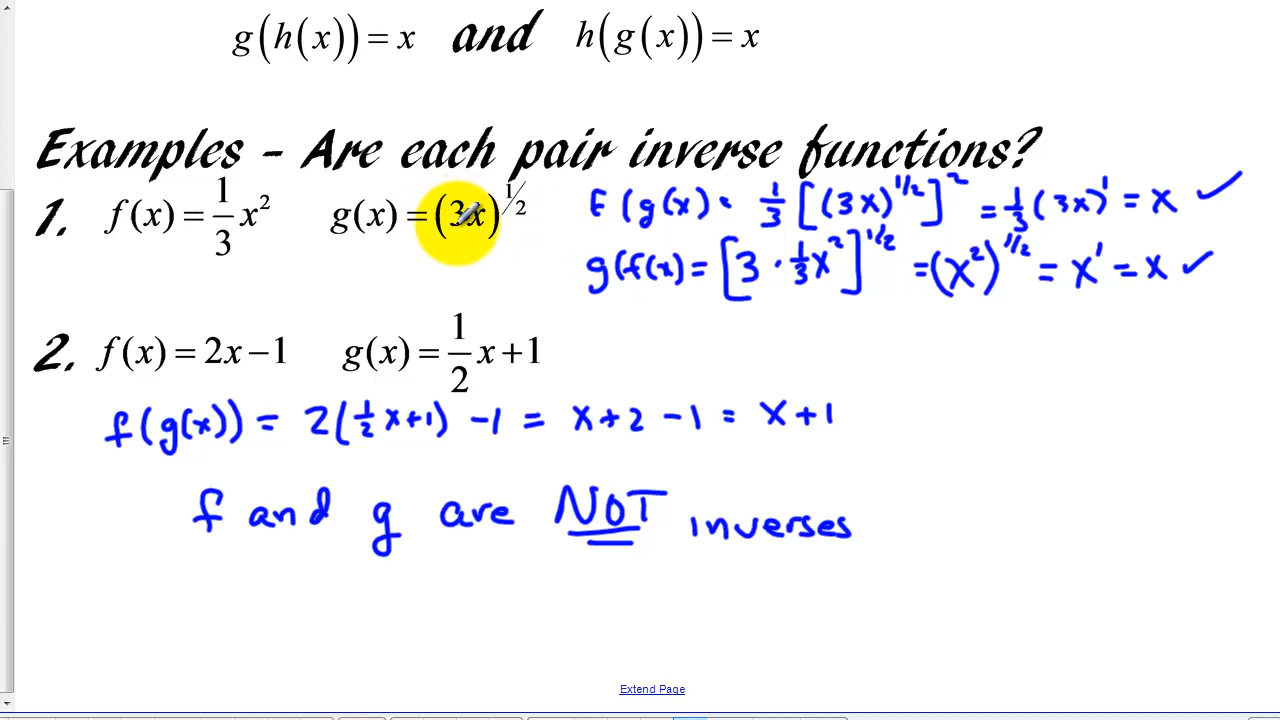 g(h(x)) = x and h(g(x)) = x
Examples - Are each pair inverse functions?
1. f(x) = 1/3 x² g(x) = (3x)^1/2
f(g(x) = 1/3 [(3x)^1/2]² = 1/3 (3x)¹ = x ✓
g(f(x) = [3 · 1/3 x²]^1/2 = (x²)^1/2 = x¹ = x ✓
2. f(x) = 2x − 1 g(x) = 1/2 x + 1
f(g(x)) = 2(1/2 x + 1) − 1 = x + 2 − 1 = x + 1
f and g are NOT inverses
Extend Page